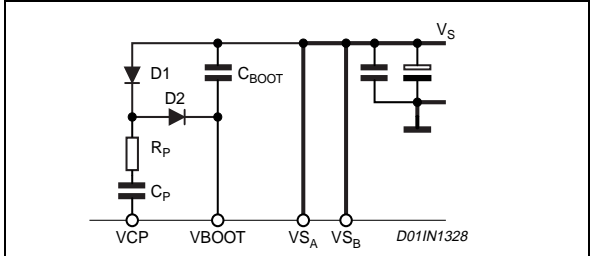 V_S
D1
C_BOOT
D2
R_P
C_P
VCP VBOOT VS_A VS_B D01IN1328